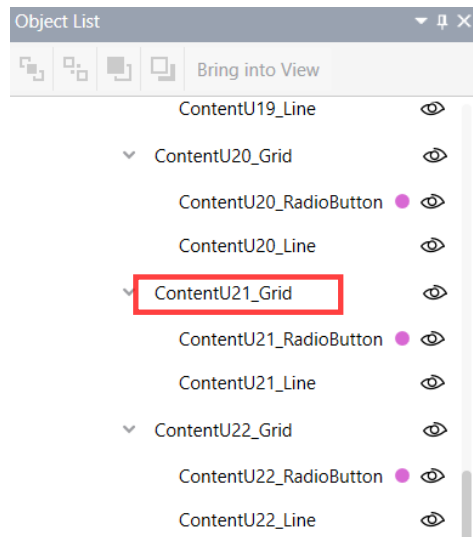 Object List
Bring into View
ContentU19_Line
ContentU20_Grid
ContentU20_RadioButton
ContentU20_Line
ContentU21_Grid
ContentU21_RadioButton
ContentU21_Line
ContentU22_Grid
ContentU22_RadioButton
ContentU22_Line